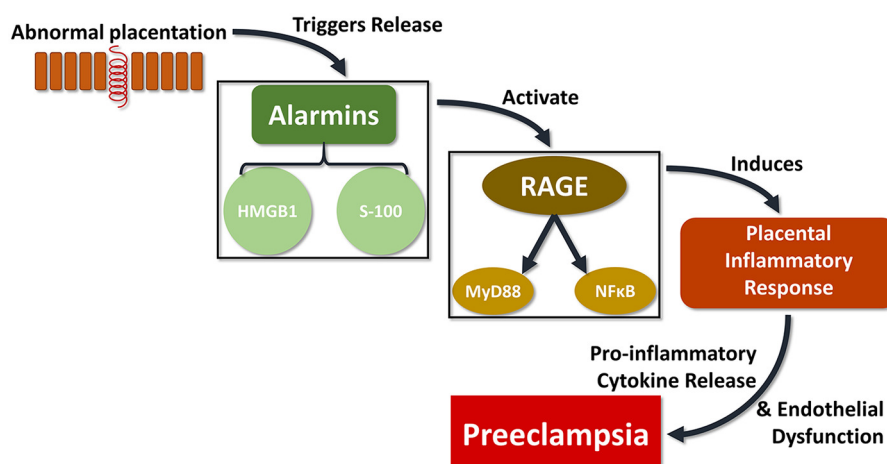 Abnormal placentation
Triggers Release
Alarmins
HMGB1
S-100
Activate
RAGE
MyD88
NFκB
Induces
Placental
Inflammatory
Response
Pro-inflammatory
Cytokine Release
& Endothelial
Dysfunction
Preeclampsia